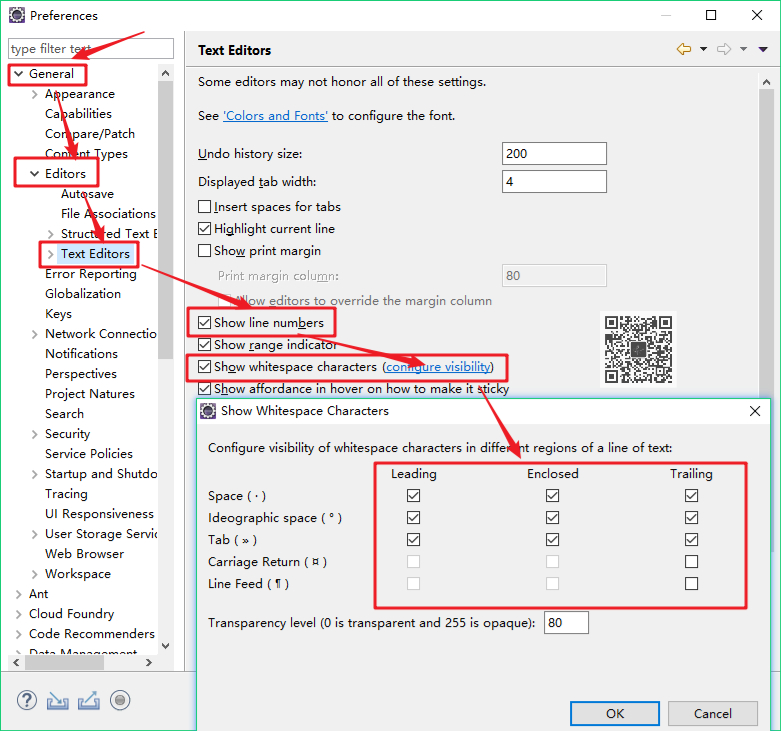 Preferences
type filter text
General
Appearance
Capabilities
Compare/Patch
Content Types
Editors
Autosave
File Associations
Structured Text E
Text Editors
Error Reporting
Globalization
Keys
Network Connectio
Notifications
Perspectives
Project Natures
Search
Security
Service Policies
Startup and Shutdo
Tracing
UI Responsiveness
User Storage Servic
Web Browser
Workspace
Ant
Cloud Foundry
Code Recommenders
Data Management
Text Editors
Some editors may not honor all of these settings.
See 'Colors and Fonts' to configure the font.
Undo history size: 200
Displayed tab width: 4
Insert spaces for tabs
Highlight current line
Show print margin
Print margin column: 80
Allow editors to override the margin column
Show line numbers
Show range indicator
Show whitespace characters (configure visibility)
Show affordance in hover on how to make it sticky
Show Whitespace Characters
Configure visibility of whitespace characters in different regions of a line of text:
Leading Enclosed Trailing
Space ( · )
Ideographic space ( ° )
Tab ( » )
Carriage Return ( ¤ )
Line Feed ( ¶ )
Transparency level (0 is transparent and 255 is opaque): 80
OK Cancel